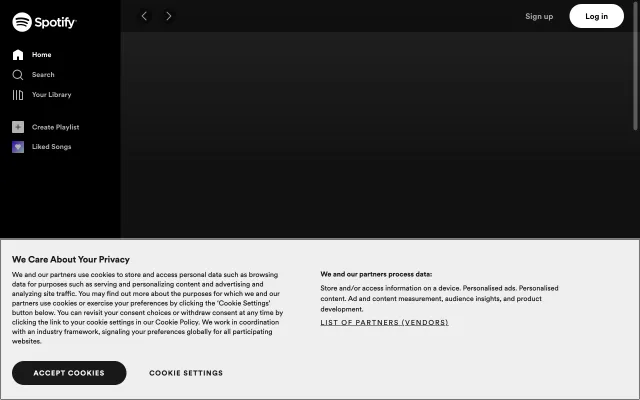 Spotify
Home
Search
Your Library
Create Playlist
Liked Songs
Sign up
Log in
We Care About Your Privacy
We and our partners use cookies to store and access personal data such as browsing
data for purposes such as serving and personalizing content and advertising and
analyzing site traffic. You may find out more about the purposes for which we and our
partners use cookies or exercise your preferences by clicking the 'Cookie Settings'
button below. You can revisit your consent choices or withdraw consent at any time by
clicking the link to your cookie settings in our Cookie Policy. We work in coordination
with an industry framework, signaling your preferences globally for all participating
websites.
We and our partners process data:
Store and/or access information on a device. Personalised ads. Personalised
content. Ad and content measurement, audience insights, and product
development.
LIST OF PARTNERS (VENDORS)
ACCEPT COOKIES
COOKIE SETTINGS